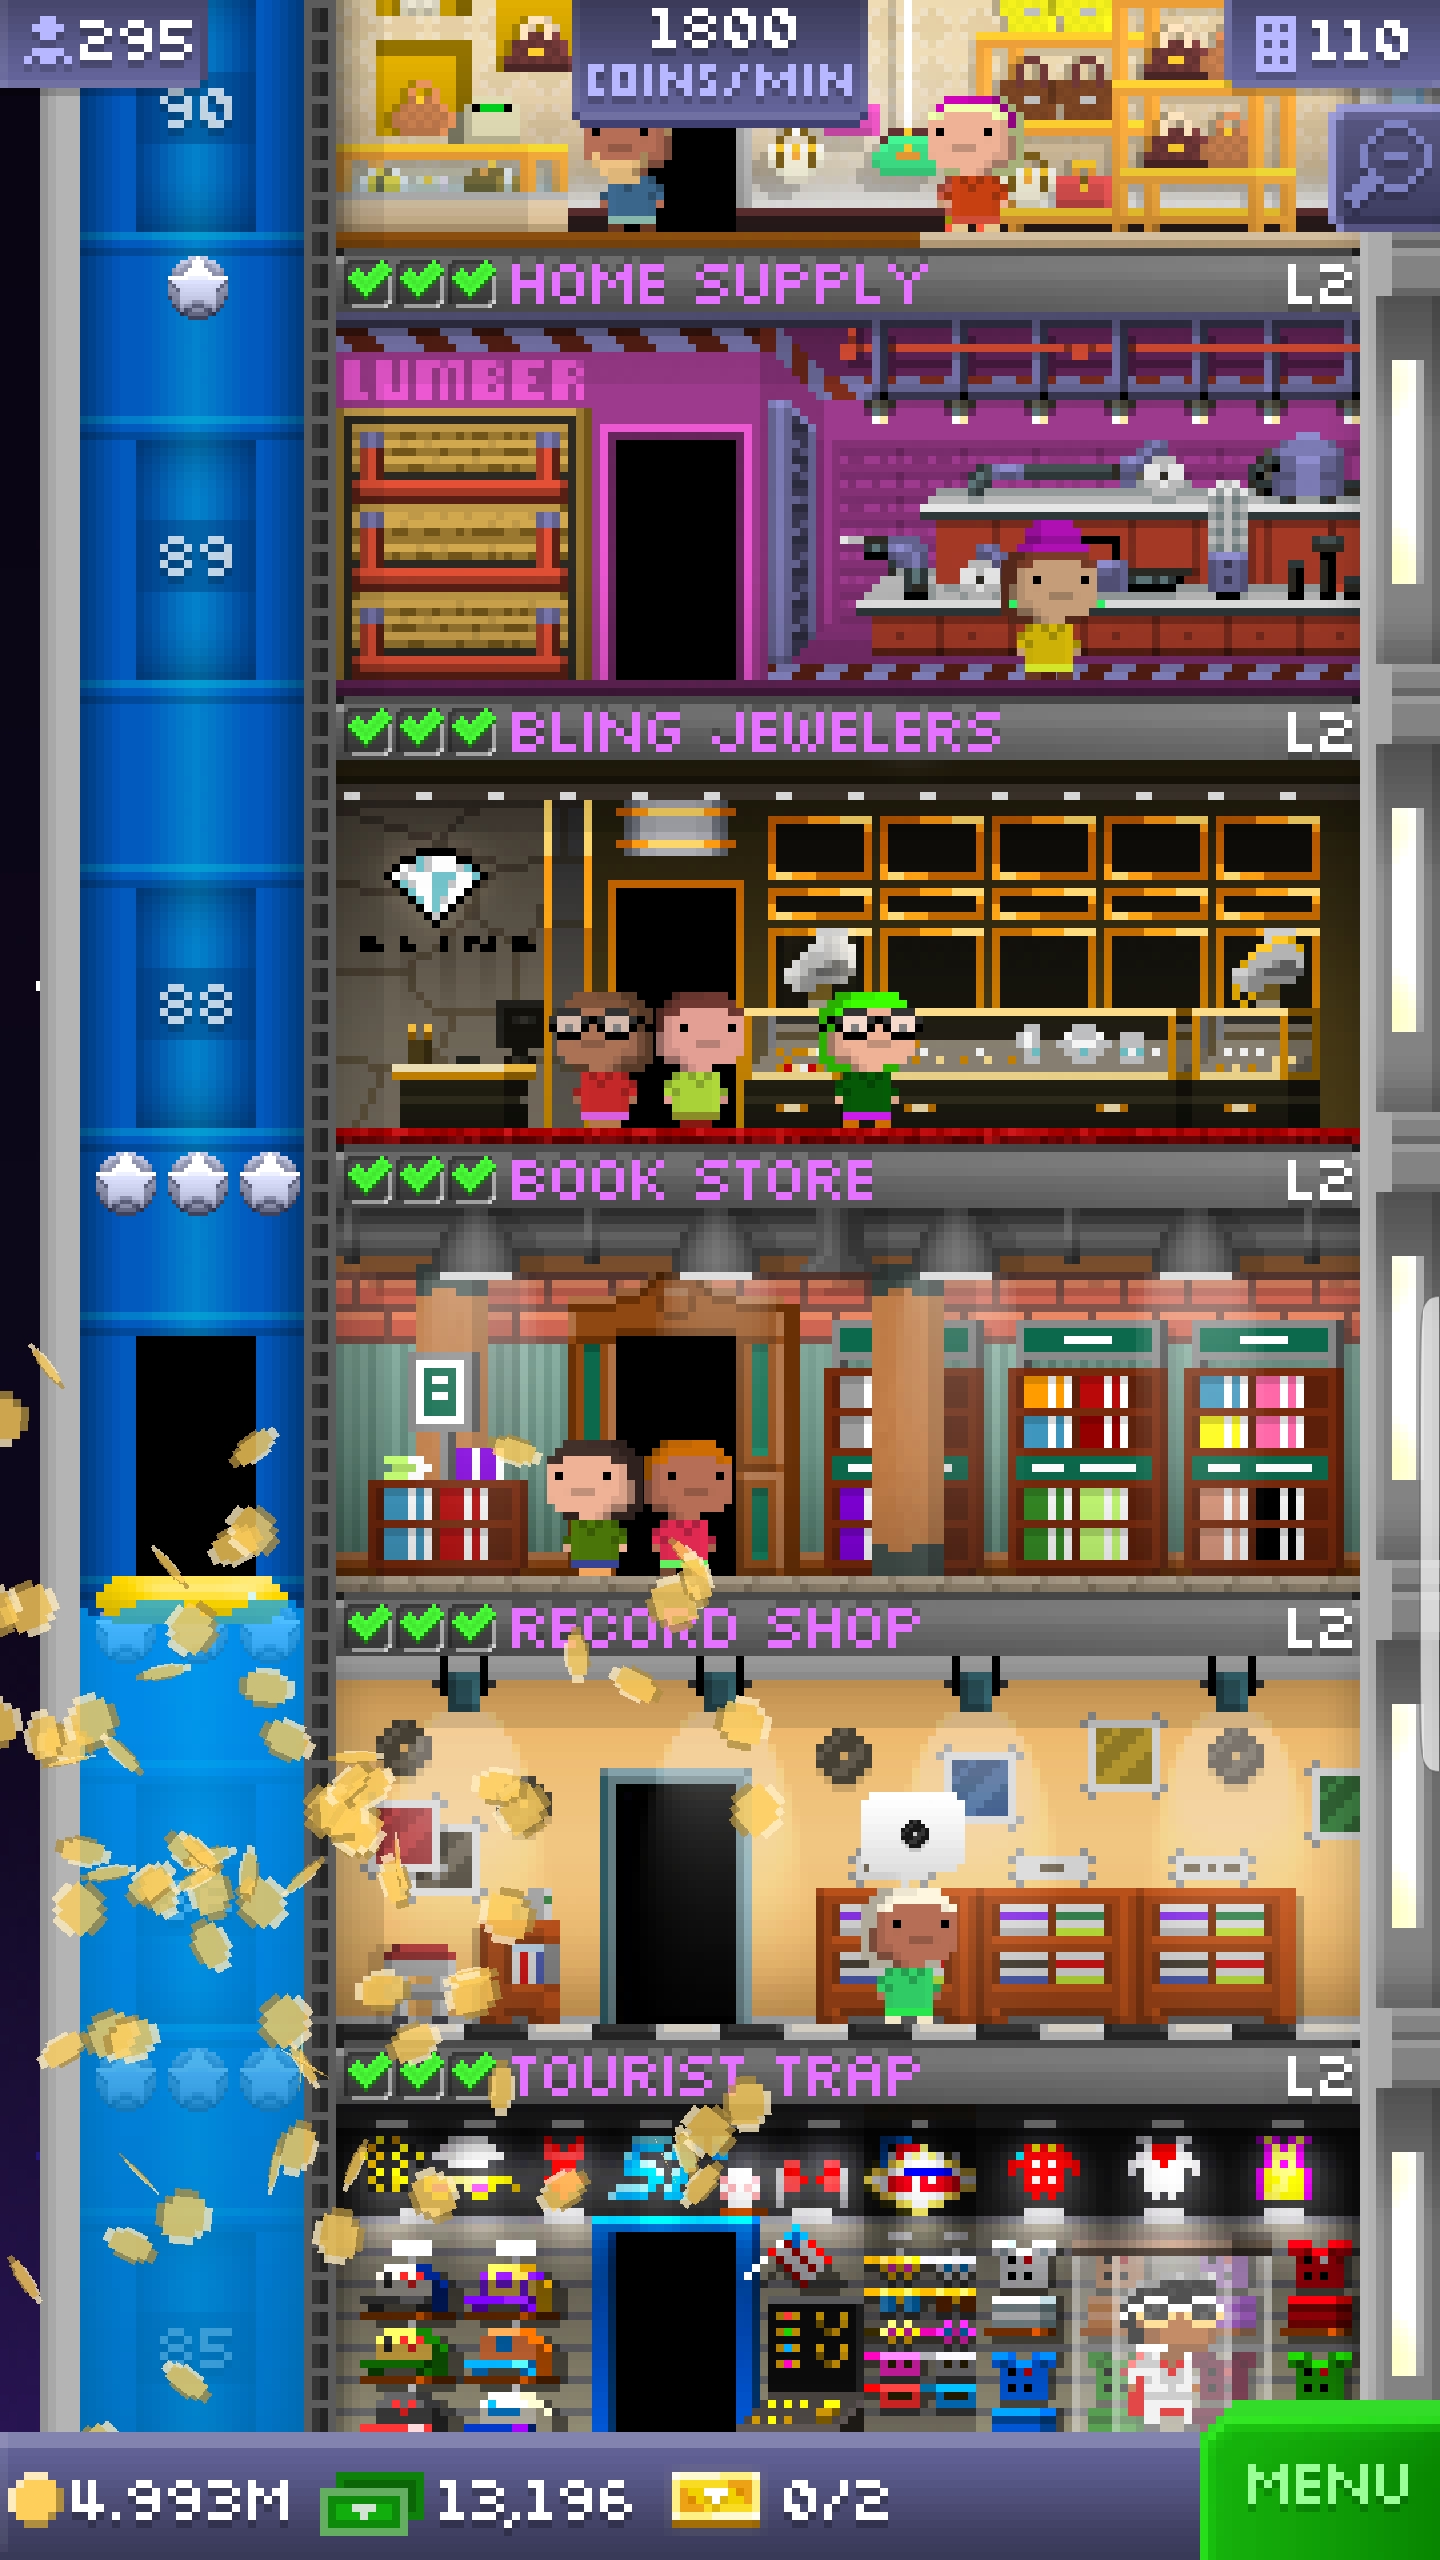 295
1800
COINS/MIN
110
90
HOME SUPPLY L2
LUMBER
89
BLING JEWELERS L2
BLING
88
BOOK STORE L2
RECORD SHOP L2
TOURIST TRAP L2
85
4.993M 13,196 0/2
MENU